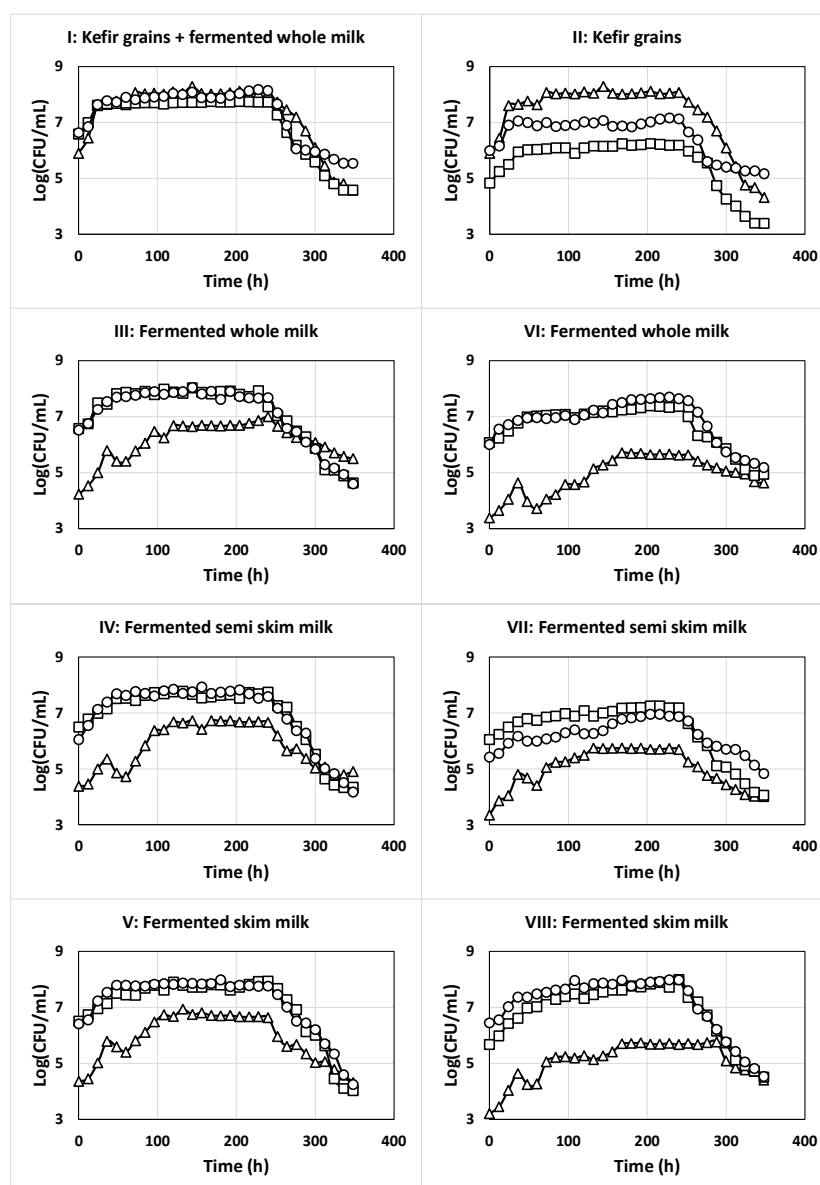 I: Kefir grains + fermented whole milk
Log(CFU/mL)
9
7
5
3
0 100 200 300 400
Time (h)
II: Kefir grains
Log(CFU/mL)
9
7
5
3
0 100 200 300 400
Time (h)
III: Fermented whole milk
Log(CFU/mL)
9
7
5
3
0 100 200 300 400
Time (h)
VI: Fermented whole milk
Log(CFU/mL)
9
7
5
3
0 100 200 300 400
Time (h)
IV: Fermented semi skim milk
Log(CFU/mL)
9
7
5
3
0 100 200 300 400
Time (h)
VII: Fermented semi skim milk
Log(CFU/mL)
9
7
5
3
0 100 200 300 400
Time (h)
V: Fermented skim milk
Log(CFU/mL)
9
7
5
3
0 100 200 300 400
Time (h)
VIII: Fermented skim milk
Log(CFU/mL)
9
7
5
3
0 100 200 300 400
Time (h)